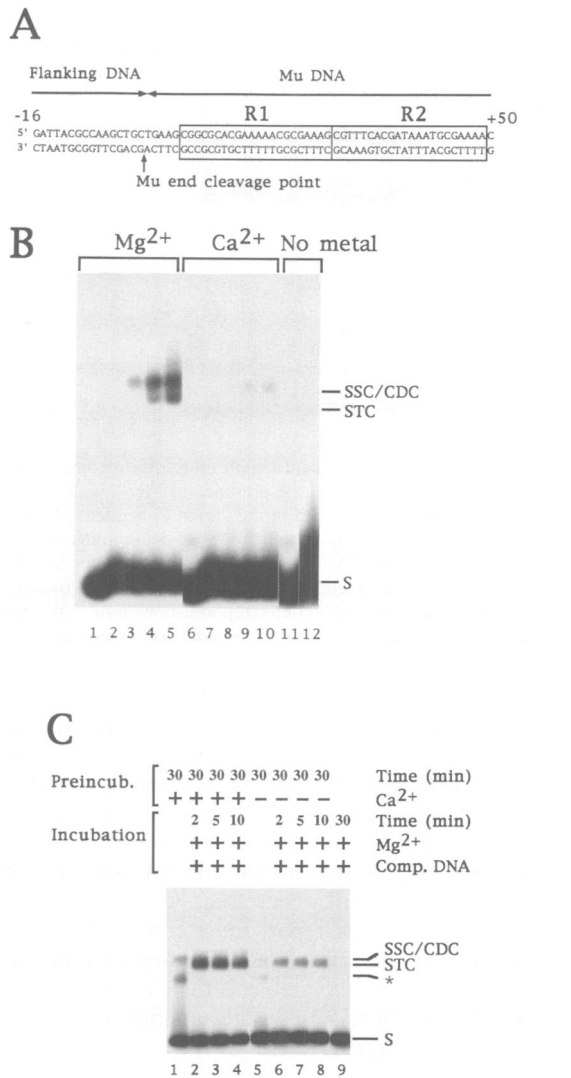 A
Flanking DNA Mu DNA
-16 R1 R2 +50
5' GATTACGCCAAGCTGCTGAAGCGGCGCACGAAAAACGCGAAAGCGTTTCACGATAAATGCGAAAAC
3' CTAATGCGGTTCGACGACTTCGCCGCGTGCTTTTTGCGCTTTCGCAAAGTGCTATTTACGCTTTTG
Mu end cleavage point
B
Mg2+ Ca2+ No metal
SSC/CDC
STC
S
1 2 3 4 5 6 7 8 9 10 11 12
C
Preincub. 30 30 30 30 30 30 30 30 Time (min)
+ + + + − − − − Ca2+
Incubation 2 5 10 2 5 10 30 Time (min)
+ + + + + + + Mg2+
+ + + + + + + Comp. DNA
SSC/CDC
STC
*
S
1 2 3 4 5 6 7 8 9